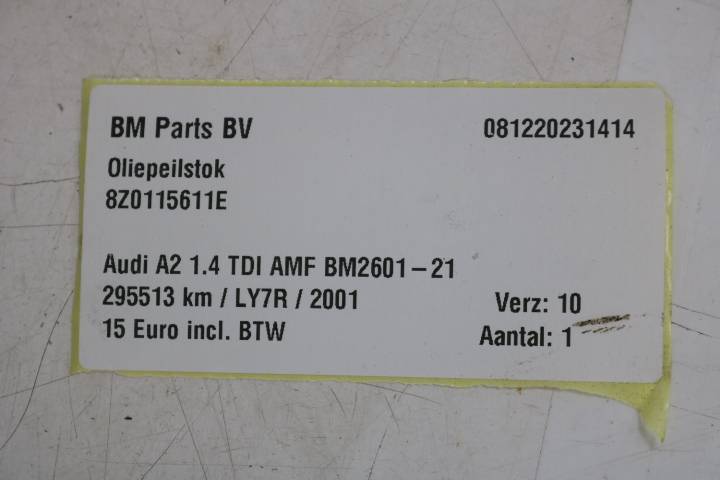 BM Parts BV 081220231414
Oliepeilstok
8Z0115611E
Audi A2 1.4 TDI AMF BM2601-21
295513 km / LY7R / 2001 Verz: 10
15 Euro incl. BTW Aantal: 1